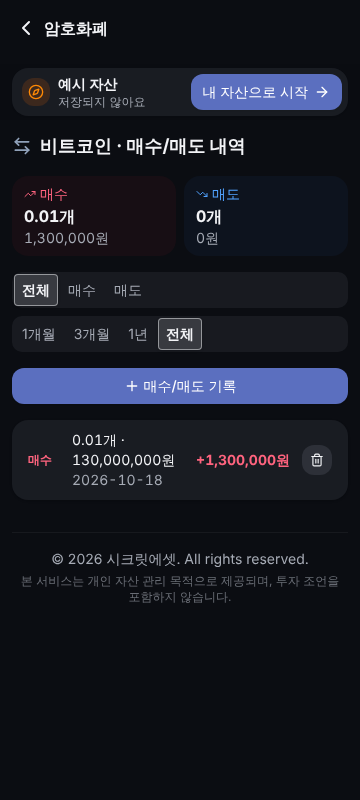 암호화폐
예시 자산
저장되지 않아요
내 자산으로 시작
비트코인 · 매수/매도 내역
매수
0.01개
1,300,000원
매도
0개
0원
전체 매수 매도
1개월 3개월 1년 전체
매수/매도 기록
매수
0.01개 ·
130,000,000원
2026-10-18
+1,300,000원
© 2026 시크릿에셋. All rights reserved.
본 서비스는 개인 자산 관리 목적으로 제공되며, 투자 조언을
포함하지 않습니다.